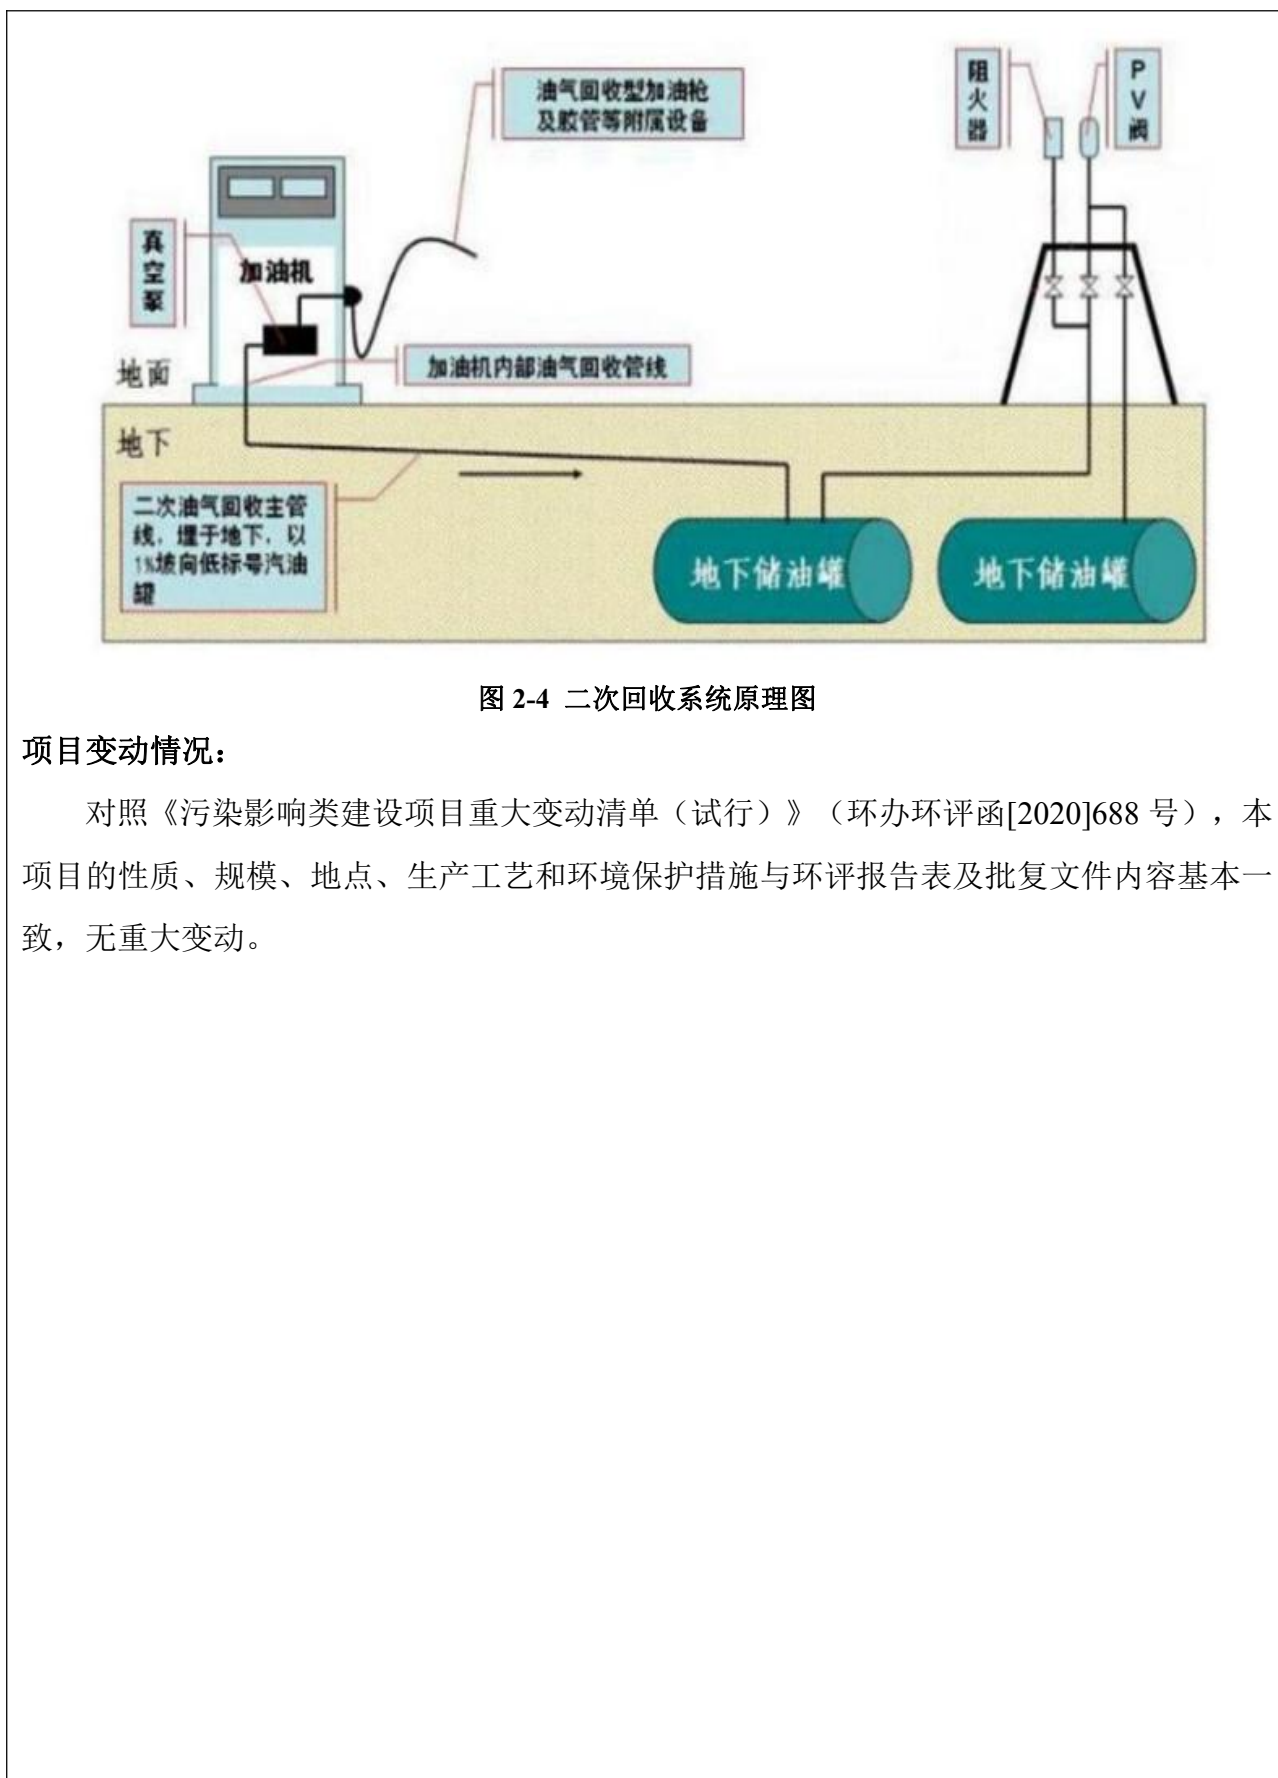 油气回收型加油枪
及胶管等附属设备
阻火器
PV阀
真空泵
加油机
加油机内部油气回收管线
地面
地下
二次油气回收主管
线，埋于地下，以
1%坡向低标号汽油
罐
地下储油罐
地下储油罐
图 2-4 二次回收系统原理图
项目变动情况：
对照《污染影响类建设项目重大变动清单（试行）》（环办环评函[2020]688 号），本
项目的性质、规模、地点、生产工艺和环境保护措施与环评报告表及批复文件内容基本一
致，无重大变动。